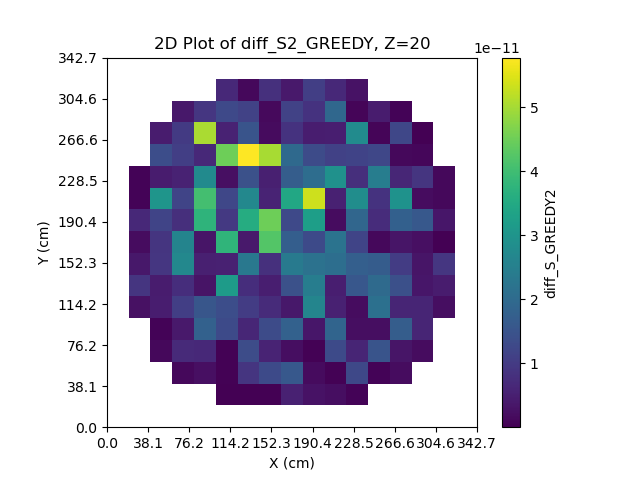 2D Plot of diff_S2_GREEDY, Z=20
1e−11
342.7
304.6
266.6
228.5
190.4
152.3
114.2
76.2
38.1
0.0
Y (cm)
0.0 38.1 76.2 114.2 152.3 190.4 228.5 266.6 304.6 342.7
X (cm)
5
4
3
2
1
diff_S_GREEDY2